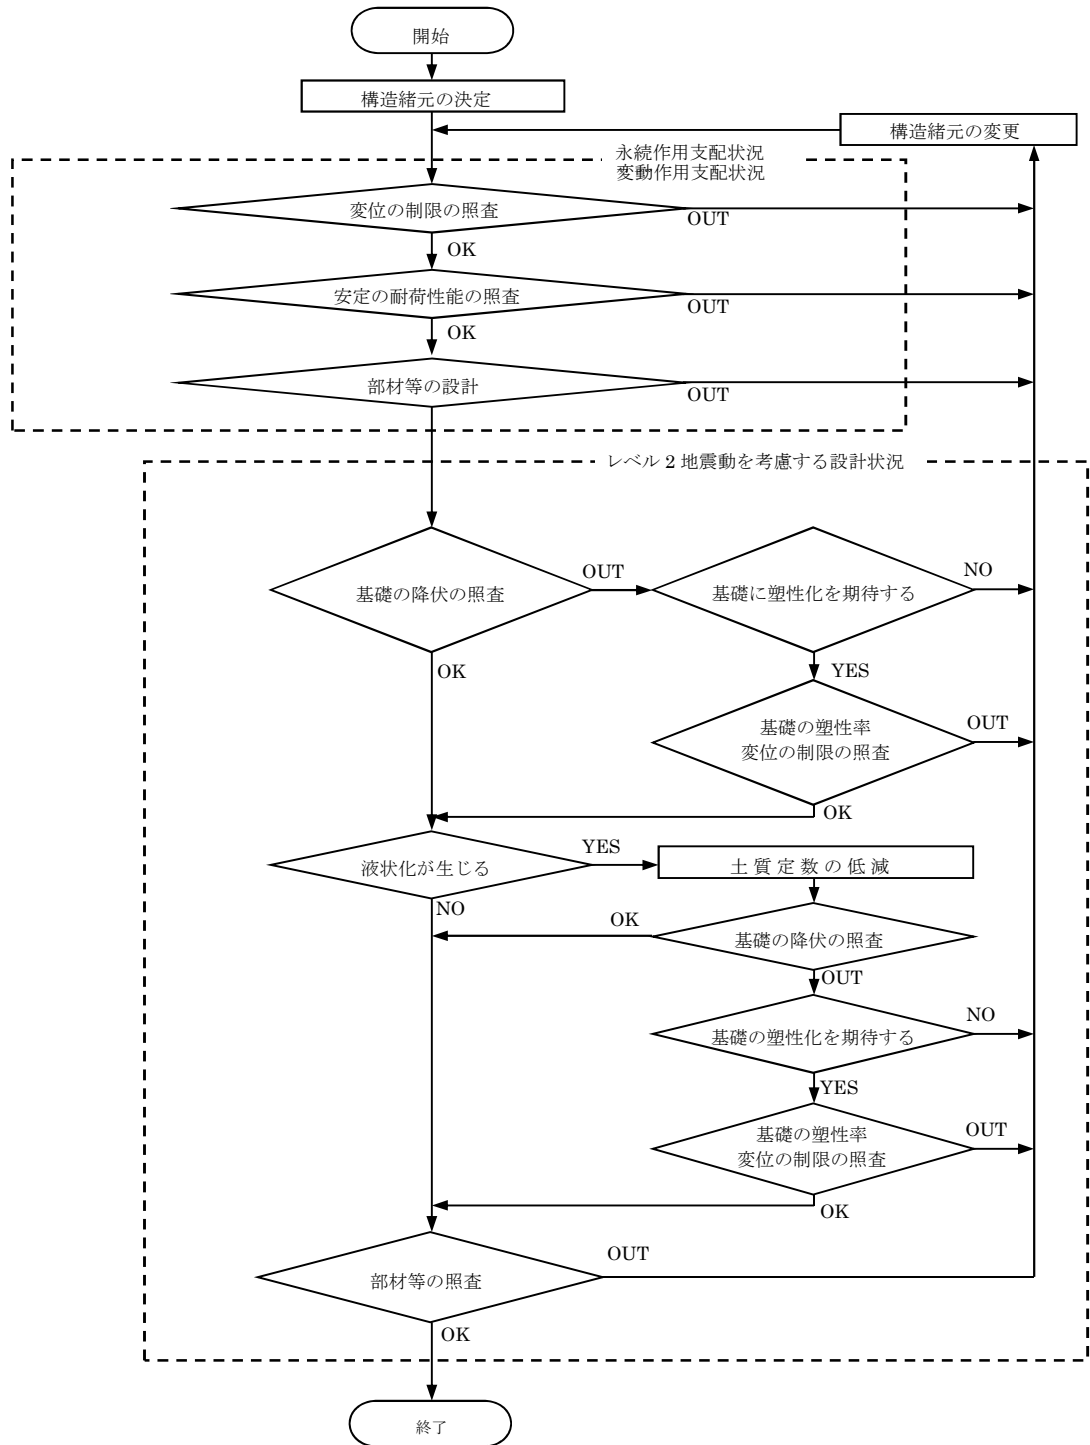 開始
構造緒元の決定
構造緒元の変更
永続作用支配状況
変動作用支配状況
変位の制限の照査
OUT
OK
安定の耐荷性能の照査
OUT
OK
部材等の設計
OUT
レベル 2 地震動を考慮する設計状況
基礎の降伏の照査
OUT
基礎に塑性化を期待する
NO
OK
YES
基礎の塑性率
変位の制限の照査
OUT
OK
液状化が生じる
YES
土 質 定 数 の 低 減
NO
OK
基礎の降伏の照査
OUT
基礎の塑性化を期待する
NO
YES
基礎の塑性率
変位の制限の照査
OUT
OK
部材等の照査
OUT
OK
終了